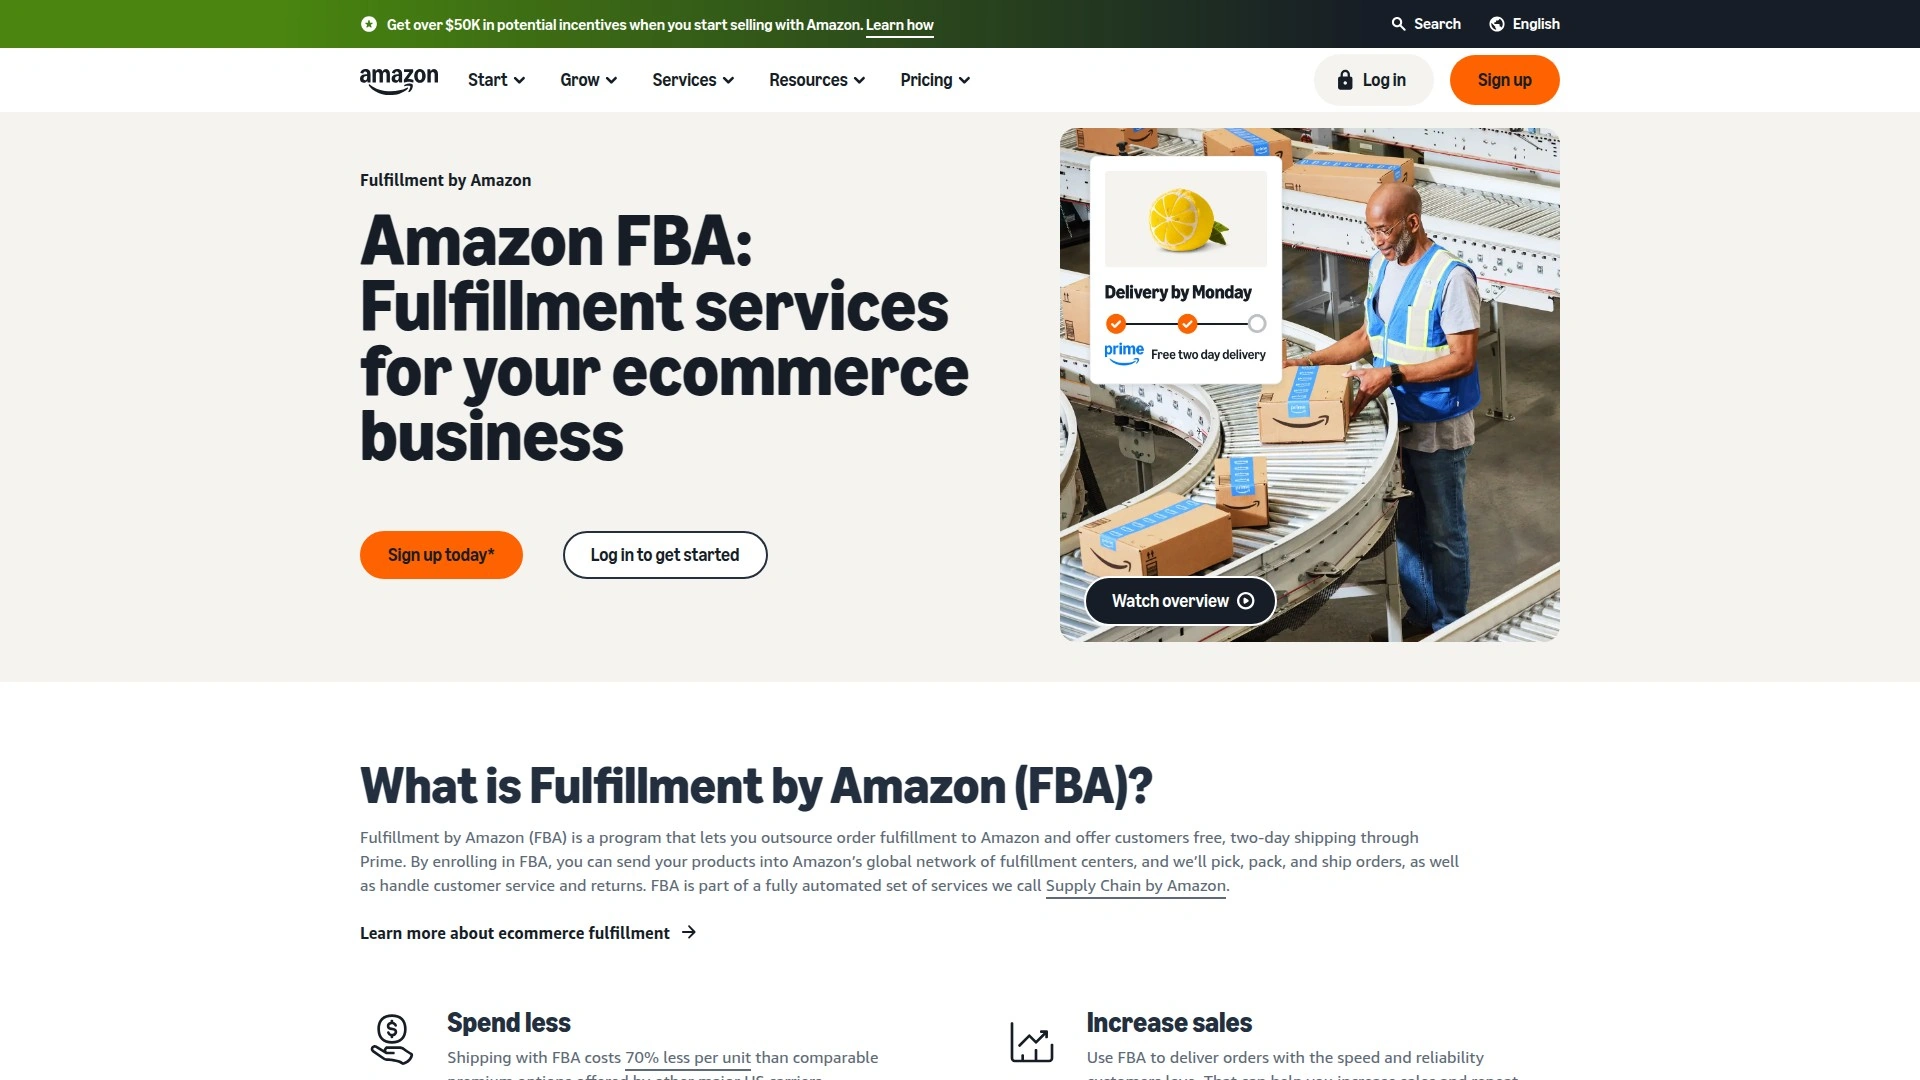 Get over $50K in potential incentives when you start selling with Amazon. Learn how
Search
English
amazon
Start
Grow
Services
Resources
Pricing
Log in
Sign up
Fulfillment by Amazon
Amazon FBA:
Fulfillment services
for your ecommerce
business
Sign up today*
Log in to get started
Delivery by Monday
prime
Free two day delivery
Watch overview
What is Fulfillment by Amazon (FBA)?
Fulfillment by Amazon (FBA) is a program that lets you outsource order fulfillment to Amazon and offer customers free, two-day shipping through
Prime. By enrolling in FBA, you can send your products into Amazon’s global network of fulfillment centers, and we’ll pick, pack, and ship orders, as well
as handle customer service and returns. FBA is part of a fully automated set of services we call Supply Chain by Amazon.
Learn more about ecommerce fulfillment
Spend less
Shipping with FBA costs 70% less per unit than comparable
Increase sales
Use FBA to deliver orders with the speed and reliability